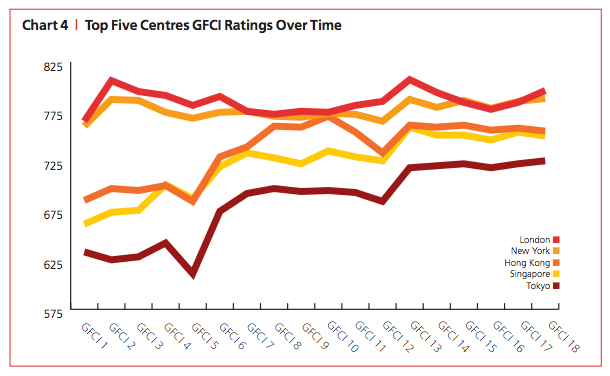 Chart 4 | Top Five Centres GFCI Ratings Over Time
825
775
725
675
625
575
London
New York
Hong Kong
Singapore
Tokyo
GFCI 1
GFCI 2
GFCI 3
GFCI 4
GFCI 5
GFCI 6
GFCI 7
GFCI 8
GFCI 9
GFCI 10
GFCI 11
GFCI 12
GFCI 13
GFCI 14
GFCI 15
GFCI 16
GFCI 17
GFCI 18